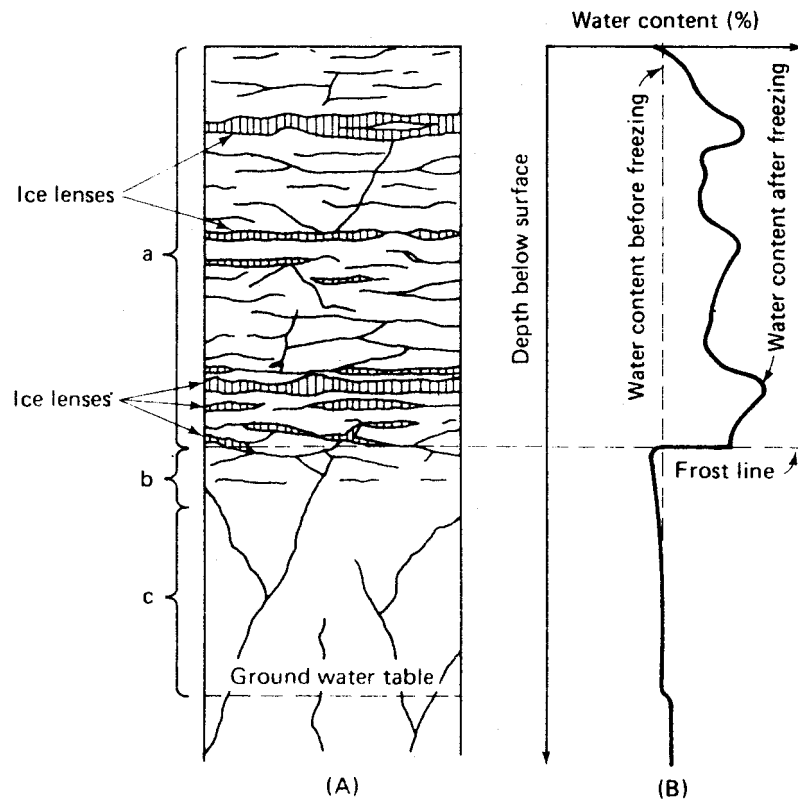 Water content (%)
Ice lenses
a
Ice lenses
b
c
Ground water table
(A)
Depth below surface
Water content before freezing
Water content after freezing
Frost line
(B)